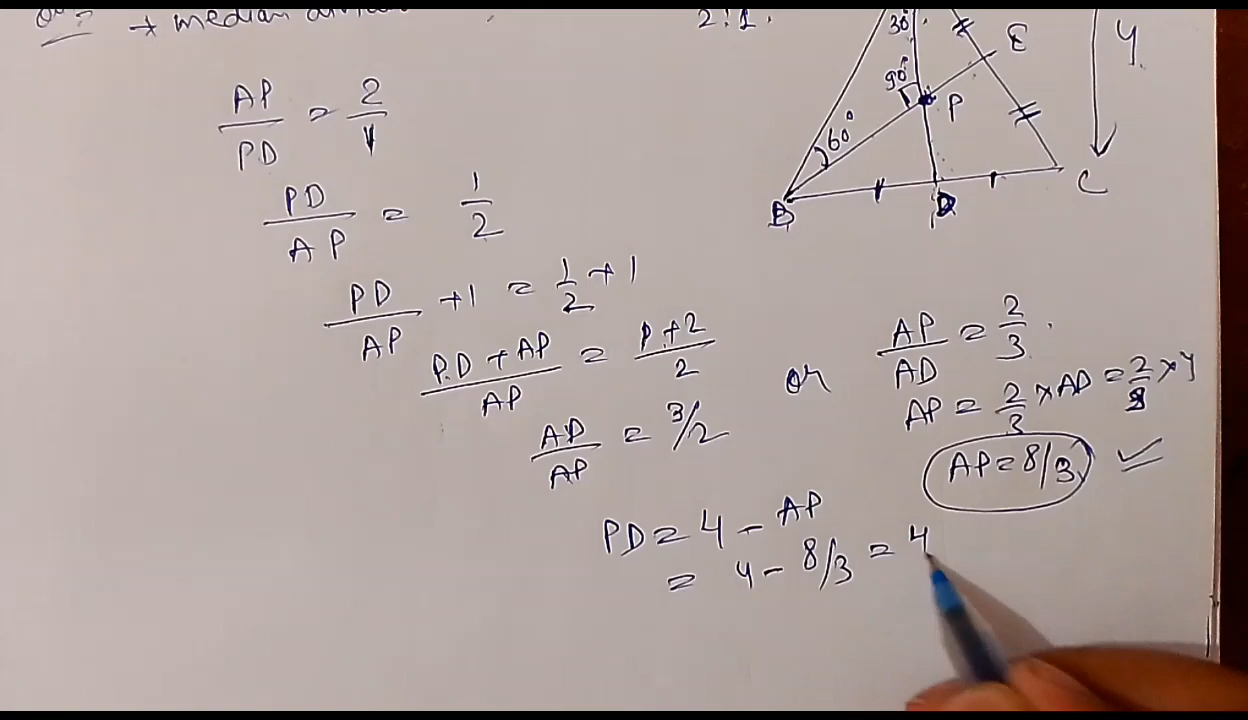 → median
2:1.
30°
E
4
90°
P
60°
C
B
D
AP/PD = 2/1
PD/AP = 1/2
PD/AP +1 = 1/2 +1
PD + AP/AP = 1+2/2
AD/AP = 3/2
or
AP/AD = 2/3.
AP = 2/3 × AD = 2/3 × 4
AP = 8/3
PD = 4 - AP
= 4 - 8/3 = 4